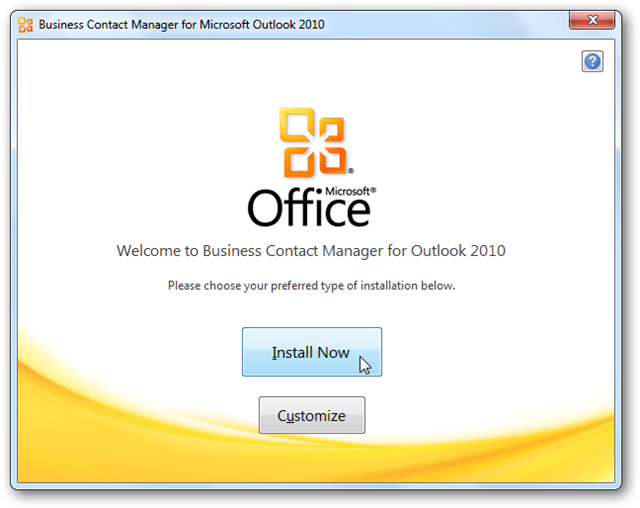 Business Contact Manager for Microsoft Outlook 2010
?
Microsoft®
Office
Welcome to Business Contact Manager for Outlook 2010
Please choose your preferred type of installation below.
Install Now
Customize